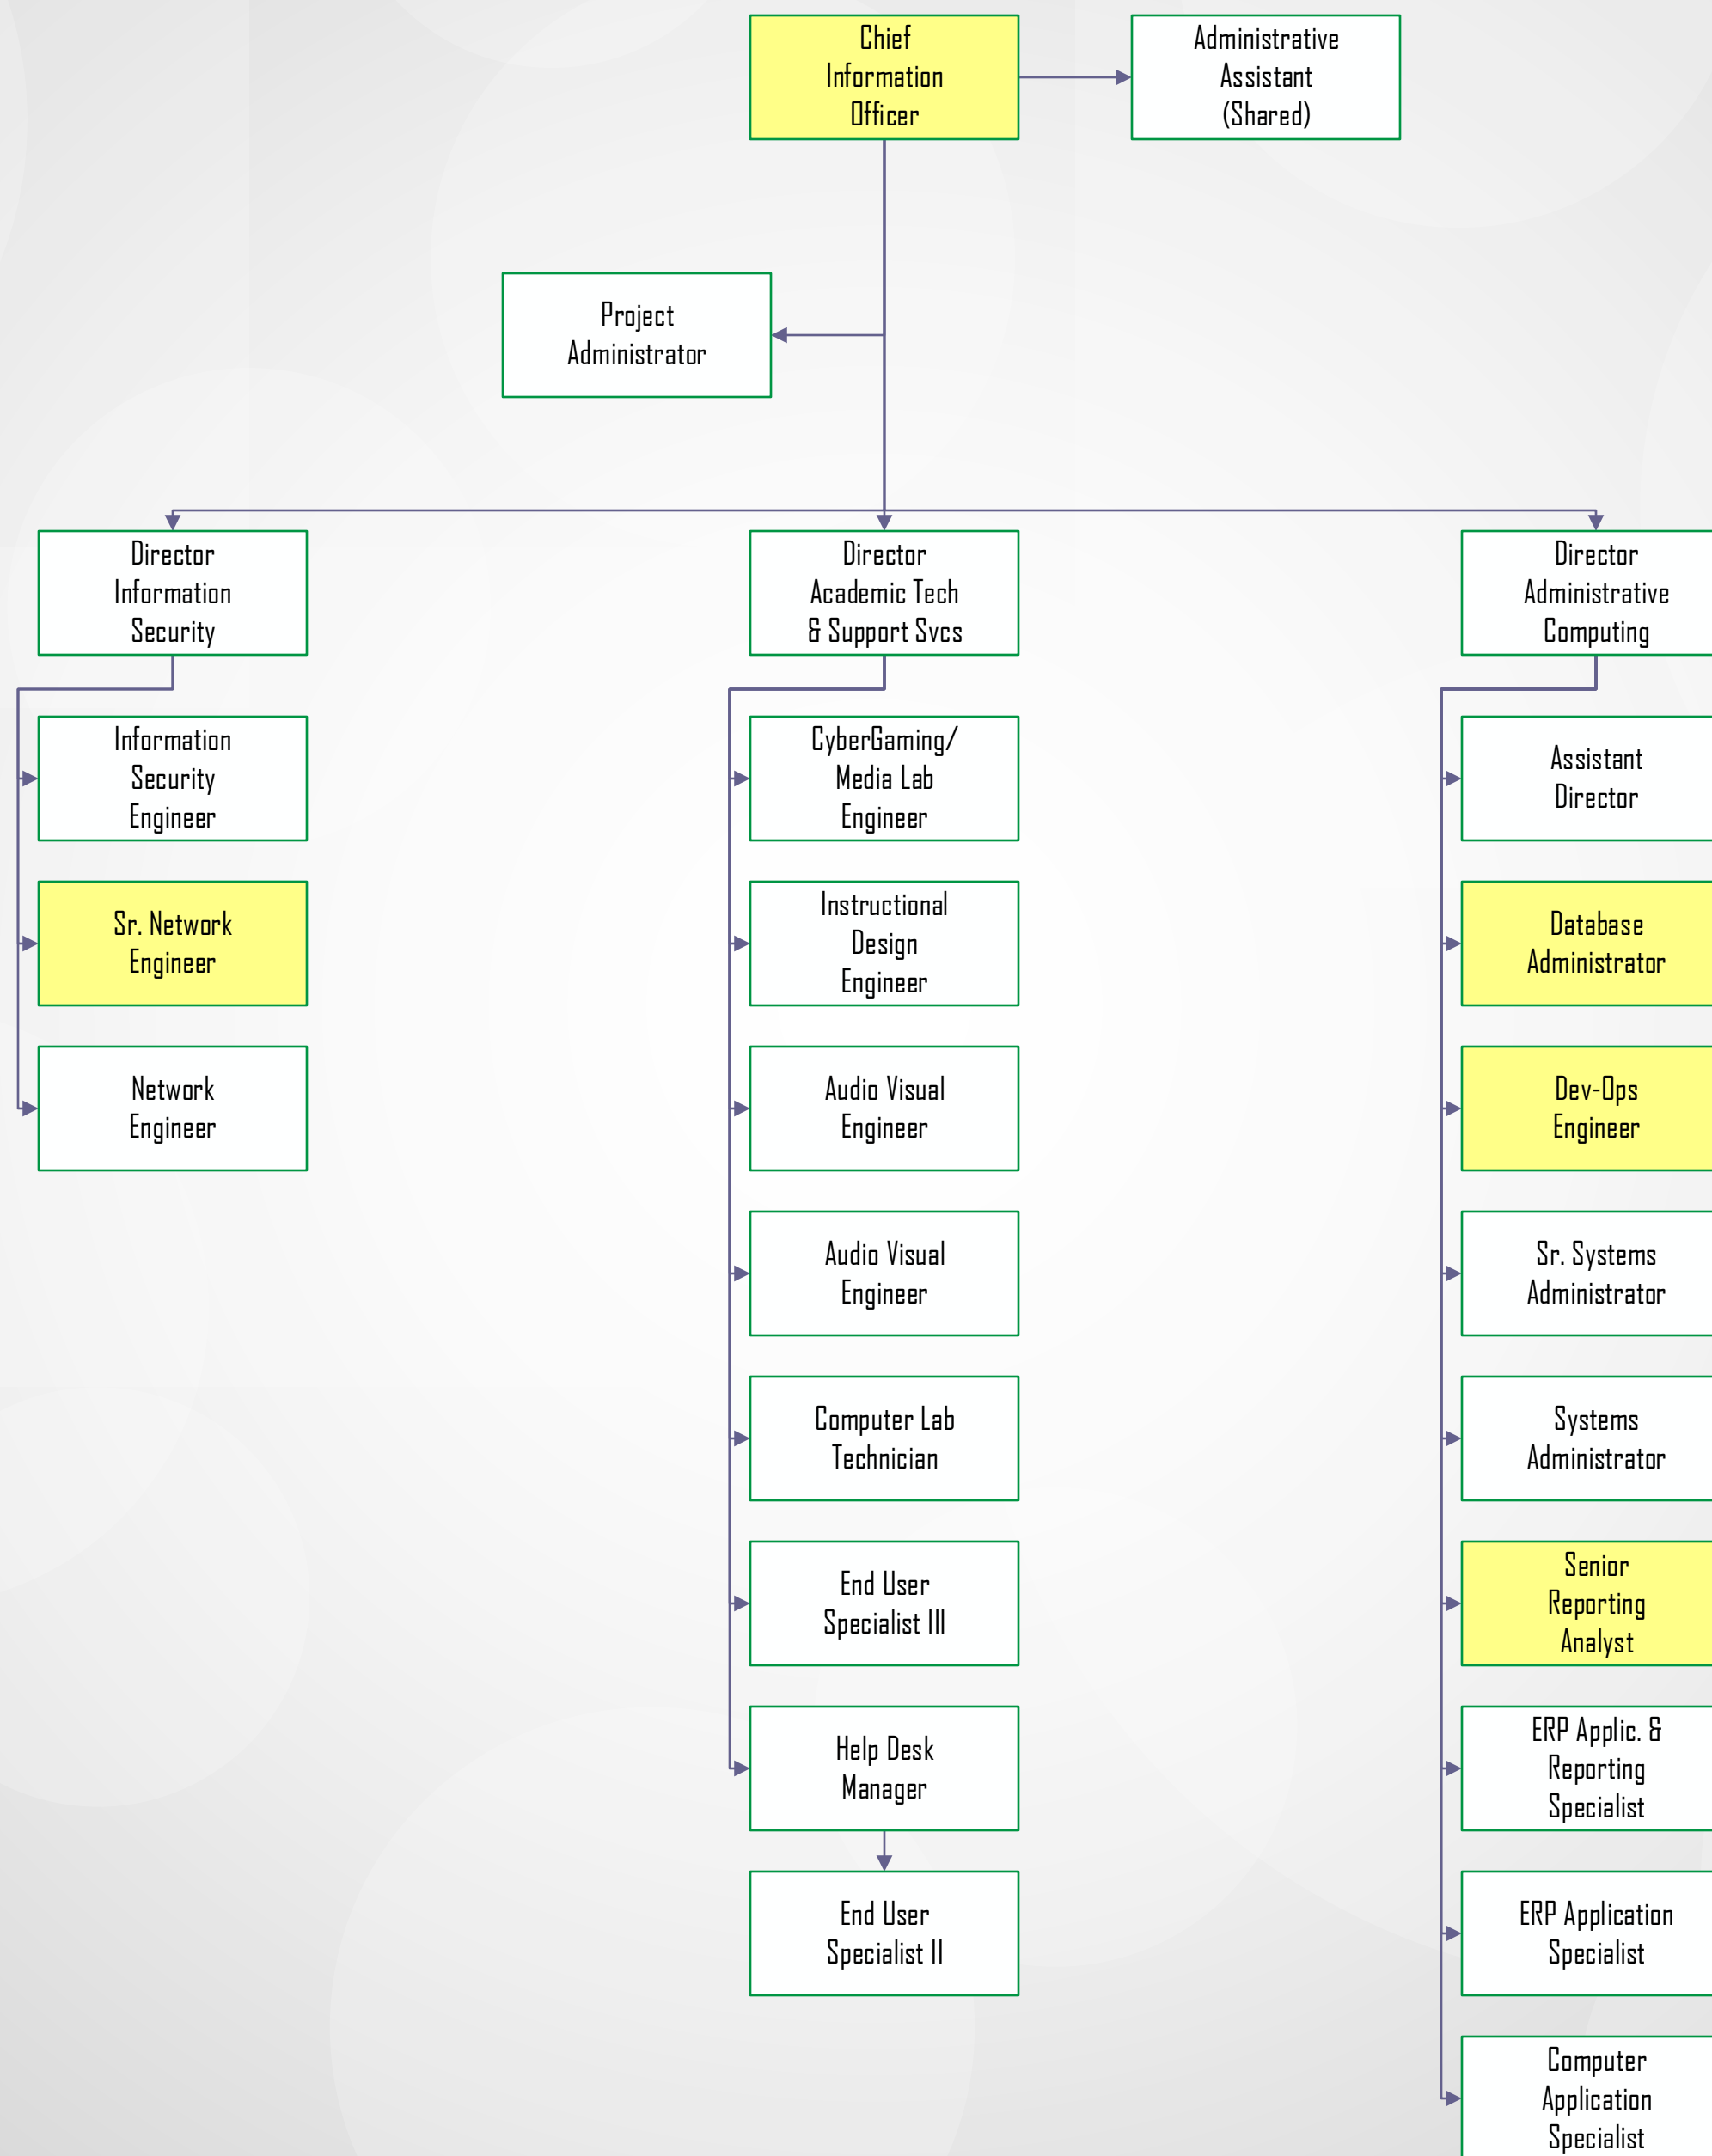 Chief
Information
Officer
Administrative
Assistant
(Shared)
Project
Administrator
Director
Information
Security
Director
Academic Tech
& Support Svcs
Director
Administrative
Computing
Information
Security
Engineer
Sr. Network
Engineer
Network
Engineer
CyberGaming/
Media Lab
Engineer
Instructional
Design
Engineer
Audio Visual
Engineer
Audio Visual
Engineer
Computer Lab
Technician
End User
Specialist III
Help Desk
Manager
End User
Specialist II
Assistant
Director
Database
Administrator
Dev-Ops
Engineer
Sr. Systems
Administrator
Systems
Administrator
Senior
Reporting
Analyst
ERP Applic. &
Reporting
Specialist
ERP Application
Specialist
Computer
Application
Specialist